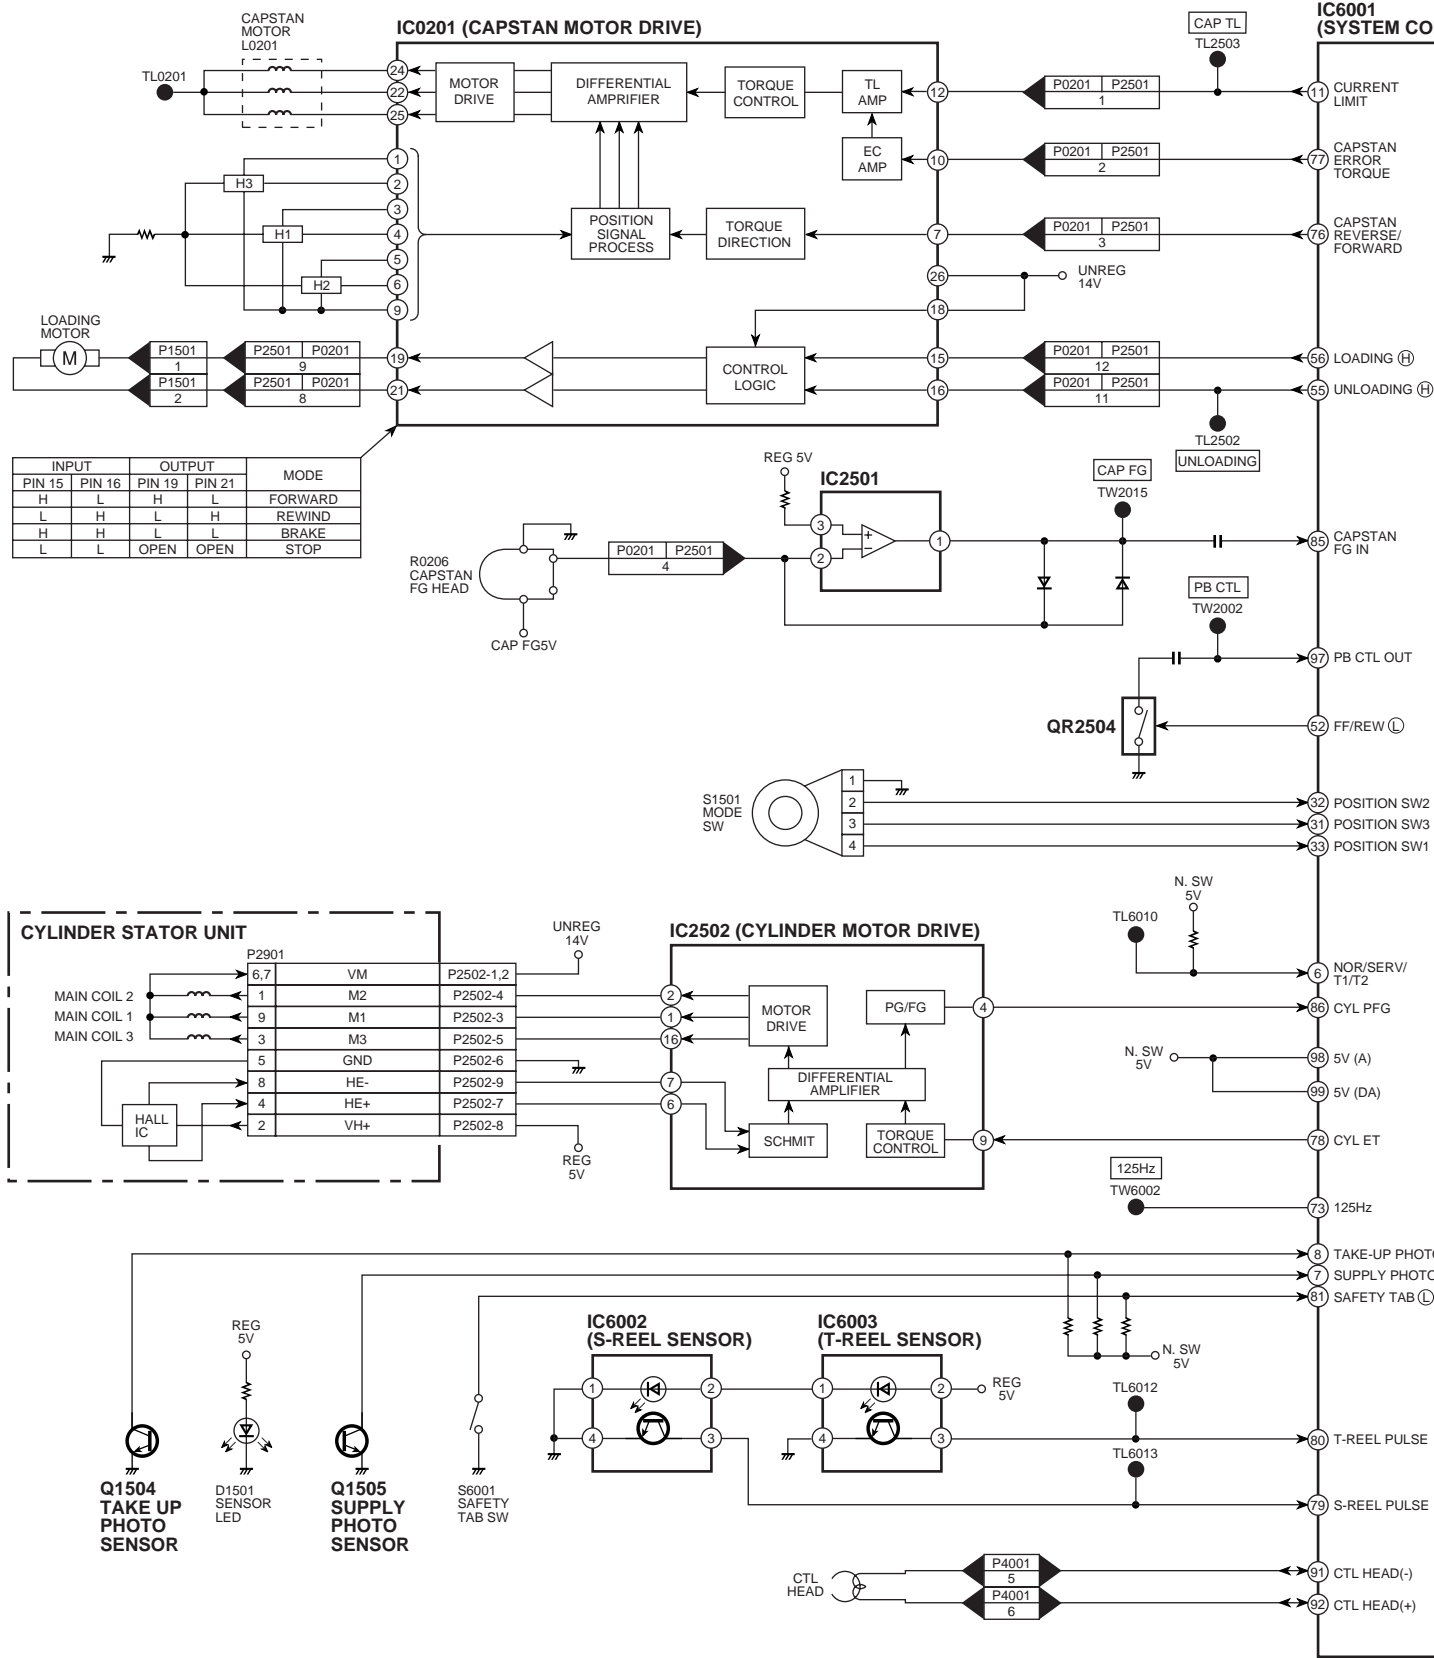 IC6001
(SYSTEM CO
IC0201 (CAPSTAN MOTOR DRIVE)
CAPSTAN
MOTOR
L0201
TL0201
CAP TL
TL2503
24
22
25
MOTOR
DRIVE
DIFFERENTIAL
AMPRIFIER
TORQUE
CONTROL
TL
AMP
12
P0201 P2501
1
11 CURRENT
LIMIT
EC
AMP
10
P0201 P2501
2
77 CAPSTAN
ERROR
TORQUE
1
2
3
4
5
6
9
H3
H1
H2
POSITION
SIGNAL
PROCESS
TORQUE
DIRECTION
7
P0201 P2501
3
76 CAPSTAN
REVERSE/
FORWARD
26
UNREG
14V
18
LOADING
MOTOR
M
P1501
1
P2501 P0201
9
19
CONTROL
LOGIC
15
P0201 P2501
12
56 LOADING H
P1501
2
P2501 P0201
8
21
16
P0201 P2501
11
55 UNLOADING H
TL2502
UNLOADING
INPUT OUTPUT MODE
PIN 15 PIN 16 PIN 19 PIN 21
H L H L FORWARD
L H L H REWIND
H H L L BRAKE
L L OPEN OPEN STOP
REG 5V
IC2501
3
2
+
−
1
CAP FG
TW2015
85 CAPSTAN
FG IN
R0206
CAPSTAN
FG HEAD
P0201 P2501
4
CAP FG5V
PB CTL
TW2002
97 PB CTL OUT
QR2504
52 FF/REW L
S1501
MODE
SW
1
2
3
4
32 POSITION SW2
31 POSITION SW3
33 POSITION SW1
CYLINDER STATOR UNIT
P2901
UNREG
14V
6,7 VM P2502-1,2
MAIN COIL 2 1 M2 P2502-4
MAIN COIL 1 9 M1 P2502-3
MAIN COIL 3 3 M3 P2502-5
5 GND P2502-6
8 HE- P2502-9
4 HE+ P2502-7
2 VH+ P2502-8
HALL
IC
REG
5V
IC2502 (CYLINDER MOTOR DRIVE)
2
1
16
7
6
MOTOR
DRIVE
PG/FG
4
DIFFERENTIAL
AMPLIFIER
SCHMIT
TORQUE
CONTROL
9
N. SW
5V
TL6010
6 NOR/SERV/
T1/T2
86 CYL PFG
N. SW
5V
98 5V (A)
99 5V (DA)
78 CYL ET
125Hz
TW6002
73 125Hz
8 TAKE-UP PHOTO
7 SUPPLY PHOTO
81 SAFETY TAB L
N. SW
5V
REG
5V
IC6002
(S-REEL SENSOR)
1
2
4
3
IC6003
(T-REEL SENSOR)
1
2
4
3
REG
5V
TL6012
80 T-REEL PULSE
TL6013
79 S-REEL PULSE
Q1504
TAKE UP
PHOTO
SENSOR
D1501
SENSOR
LED
Q1505
SUPPLY
PHOTO
SENSOR
S6001
SAFETY
TAB SW
CTL
HEAD
P4001
5
91 CTL HEAD(-)
P4001
6
92 CTL HEAD(+)